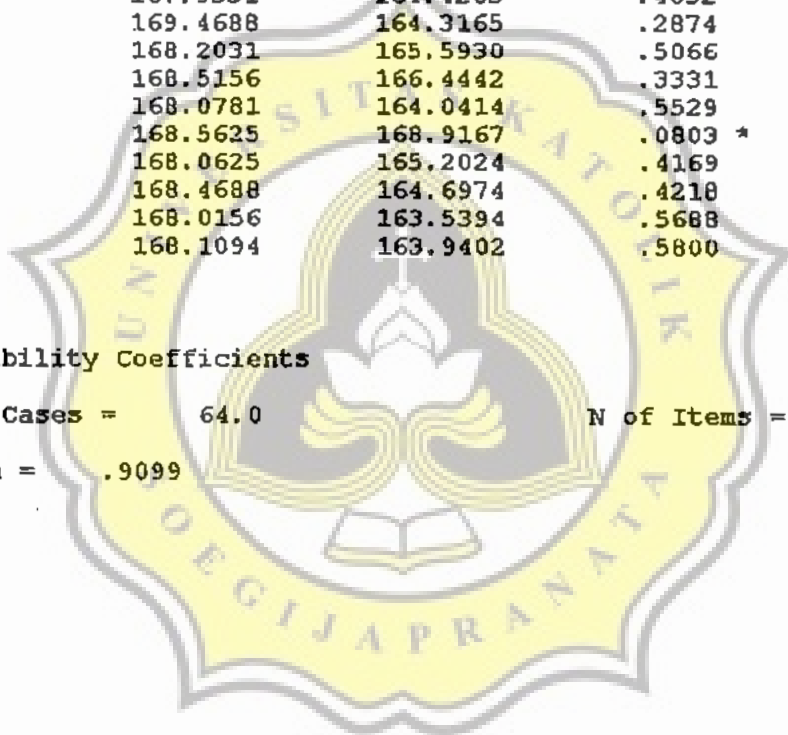 169.4688 164.3165 .2874
168.2031 165.5930 .5066
168.5156 166.4442 .3331
168.0781 164.0414 .5529
168.5625 168.9167 .0803 *
168.0625 165.2024 .4169
168.4688 164.6974 .4218
168.0156 163.5394 .5688
168.1094 163.9402 .5800
bility Coefficients
Cases = 64.0 N of Items =
= .9099
UNIVERSITAS KATOLIK
SOEGIJAPRANATA